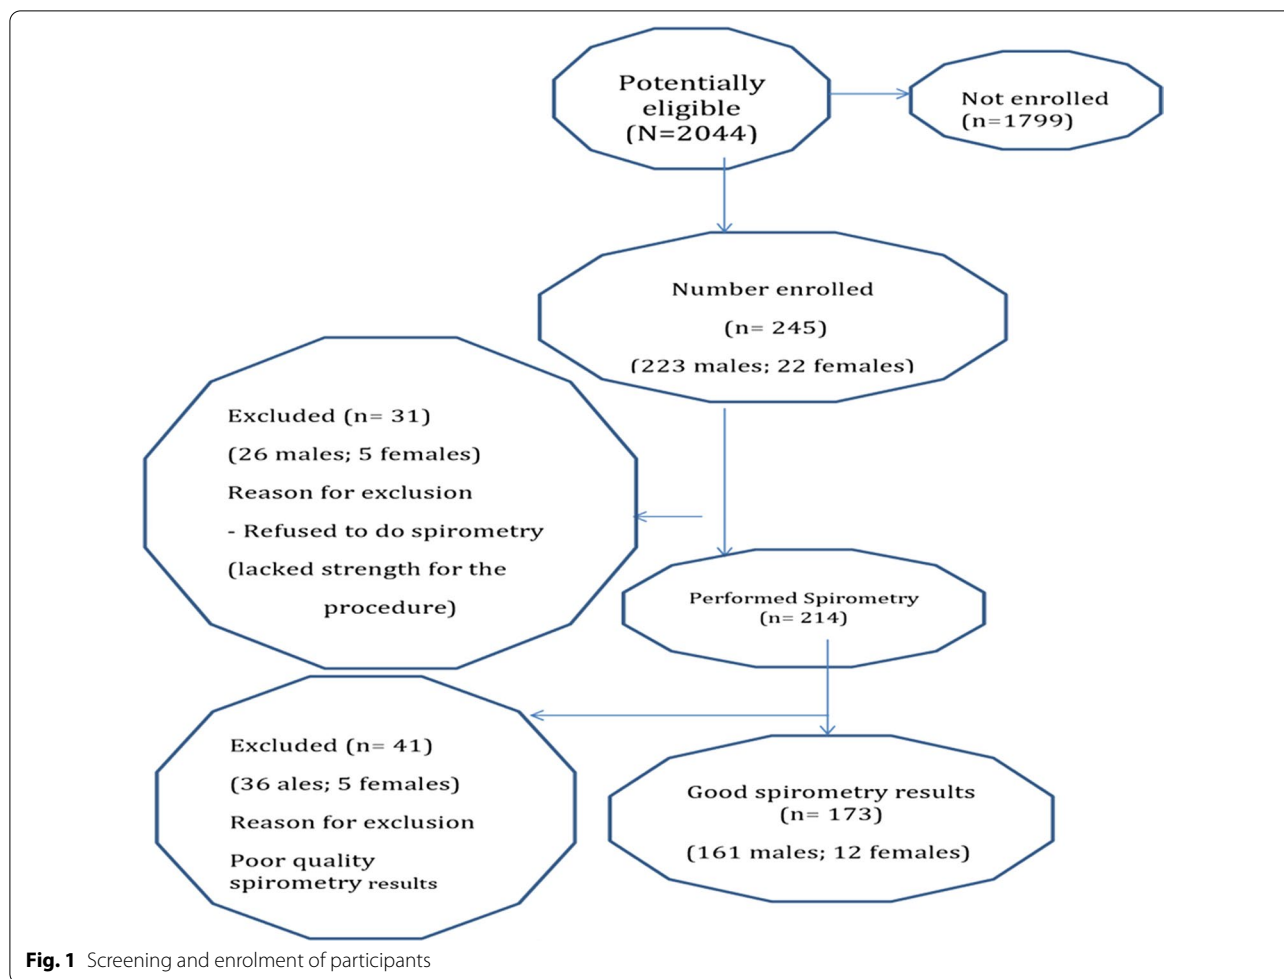 Potentially
eligible
(N=2044)
Not enrolled
(n=1799)
Number enrolled
(n= 245)
(223 males; 22 females)
Excluded (n= 31)
(26 males; 5 females)
Reason for exclusion
- Refused to do spirometry
(lacked strength for the
procedure)
Performed Spirometry
(n= 214)
Excluded (n= 41)
(36 ales; 5 females)
Reason for exclusion
Poor quality
spirometry results
Good spirometry results
(n= 173)
(161 males; 12 females)
Fig. 1 Screening and enrolment of participants